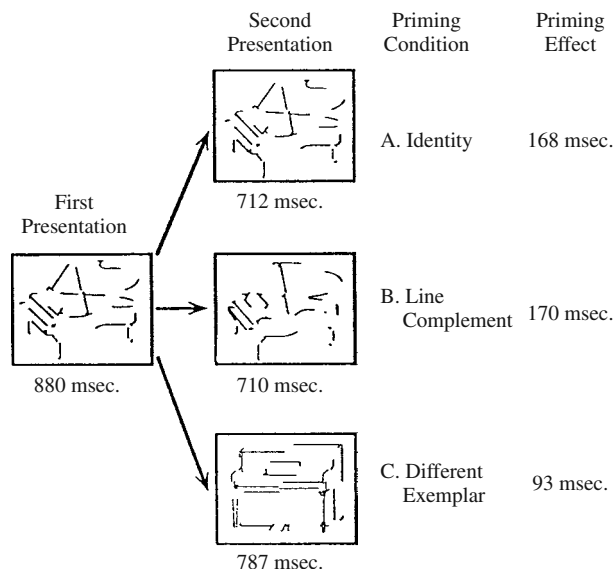 Second
Presentation
Priming
Condition
Priming
Effect
A. Identity
168 msec.
712 msec.
First
Presentation
B. Line
Complement
170 msec.
880 msec.
710 msec.
C. Different
Exemplar
93 msec.
787 msec.